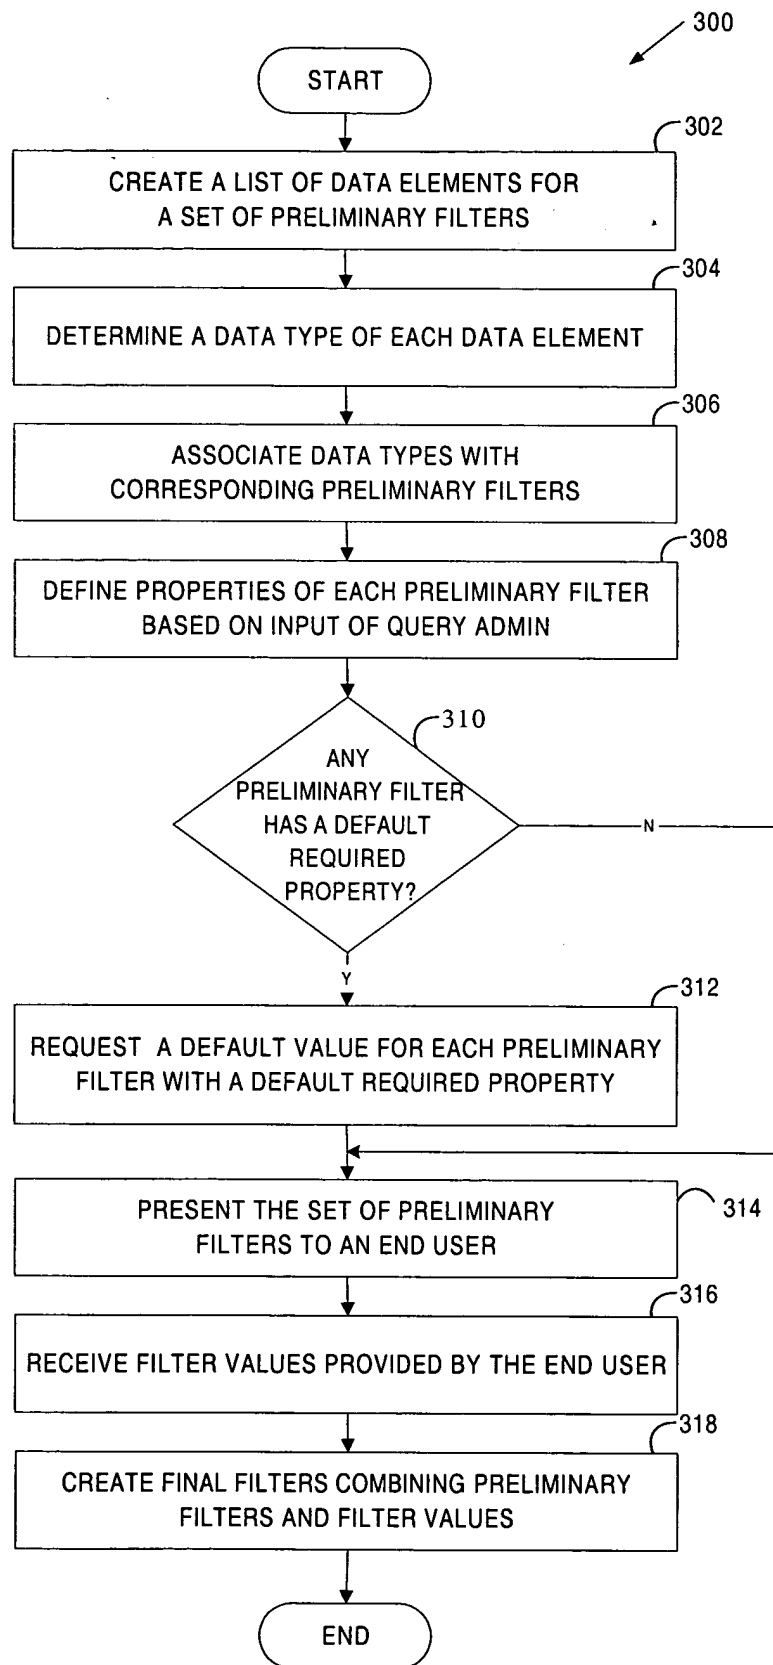 300
START
302
CREATE A LIST OF DATA ELEMENTS FOR
A SET OF PRELIMINARY FILTERS
304
DETERMINE A DATA TYPE OF EACH DATA ELEMENT
306
ASSOCIATE DATA TYPES WITH
CORRESPONDING PRELIMINARY FILTERS
308
DEFINE PROPERTIES OF EACH PRELIMINARY FILTER
BASED ON INPUT OF QUERY ADMIN
310
ANY
PRELIMINARY FILTER
HAS A DEFAULT
REQUIRED
PROPERTY?
N
Y
312
REQUEST A DEFAULT VALUE FOR EACH PRELIMINARY
FILTER WITH A DEFAULT REQUIRED PROPERTY
314
PRESENT THE SET OF PRELIMINARY
FILTERS TO AN END USER
316
RECEIVE FILTER VALUES PROVIDED BY THE END USER
318
CREATE FINAL FILTERS COMBINING PRELIMINARY
FILTERS AND FILTER VALUES
END